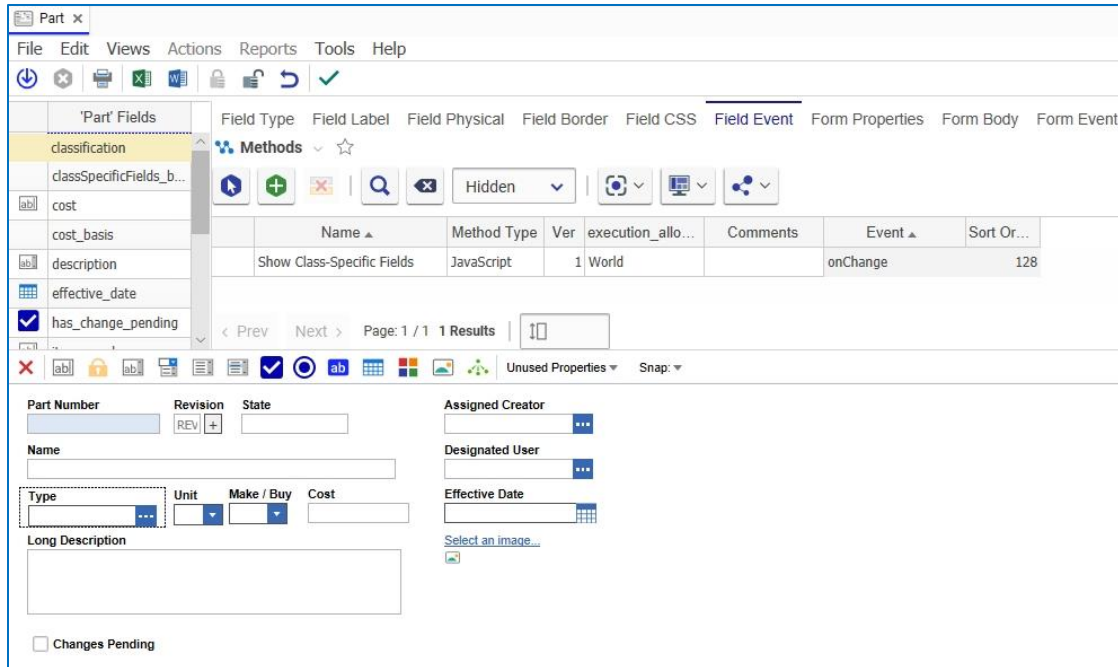 Part
File Edit Views Actions Reports Tools Help
'Part' Fields
Field Type Field Label Field Physical Field Border Field CSS Field Event Form Properties Form Body Form Event
classification
Methods
classSpecificFields_b...
Hidden
cost
cost_basis
Name Method Type Ver execution_allo... Comments Event Sort Or...
description
Show Class-Specific Fields JavaScript 1 World onChange 128
effective_date
has_change_pending
< Prev Next > Page: 1 / 1 1 Results
Unused Properties Snap:
Part Number Revision State Assigned Creator
REV +
Name Designated User
Type Unit Make / Buy Cost Effective Date
Long Description Select an image...
Changes Pending